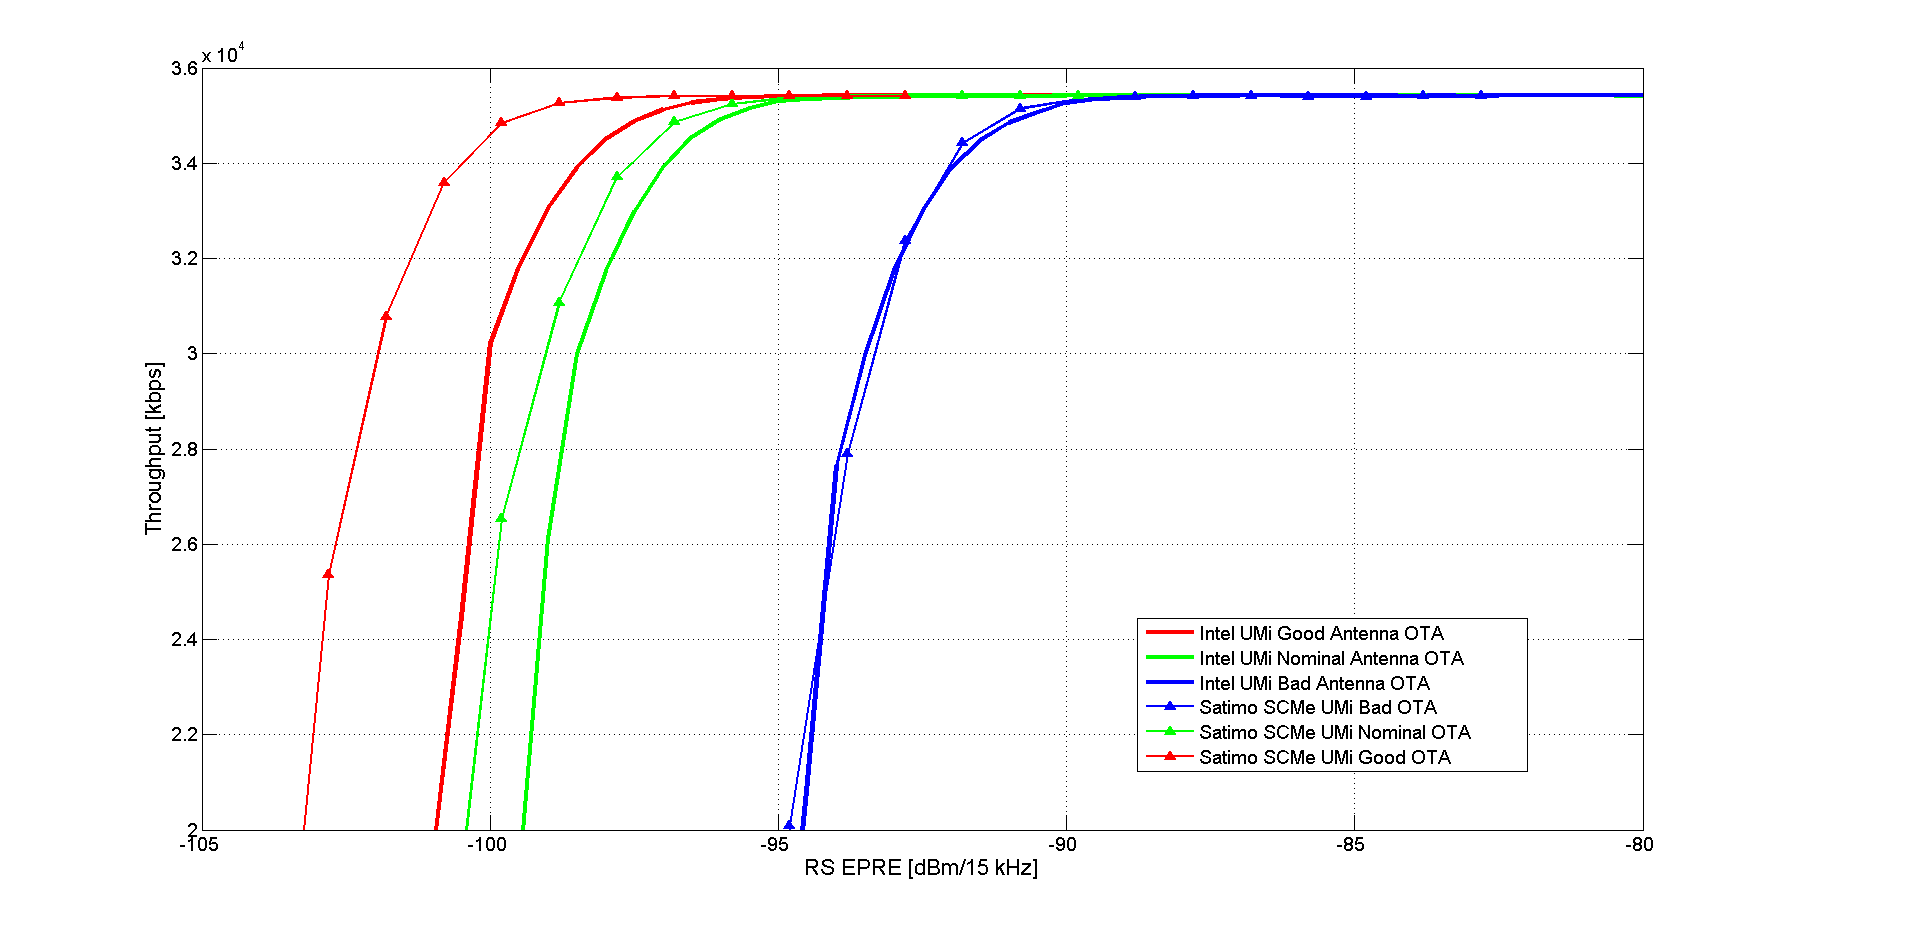 x 10^4
3.6
3.4
3.2
3
2.8
2.6
2.4
2.2
2
Throughput [kbps]
-105
-100
-95
-90
-85
-80
RS EPRE [dBm/15 kHz]
Intel UMi Good Antenna OTA
Intel UMi Nominal Antenna OTA
Intel UMi Bad Antenna OTA
Satimo SCMe UMi Bad OTA
Satimo SCMe UMi Nominal OTA
Satimo SCMe UMi Good OTA